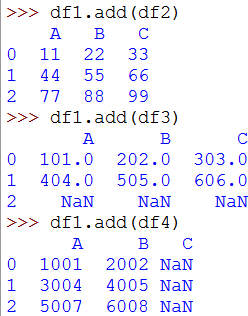 >>> df1.add(df2)
    A   B   C
0  11  22  33
1  44  55  66
2  77  88  99
>>> df1.add(df3)
       A      B      C
0  101.0  202.0  303.0
1  404.0  505.0  606.0
2    NaN    NaN    NaN
>>> df1.add(df4)
      A     B   C
0  1001  2002 NaN
1  3004  4005 NaN
2  5007  6008 NaN